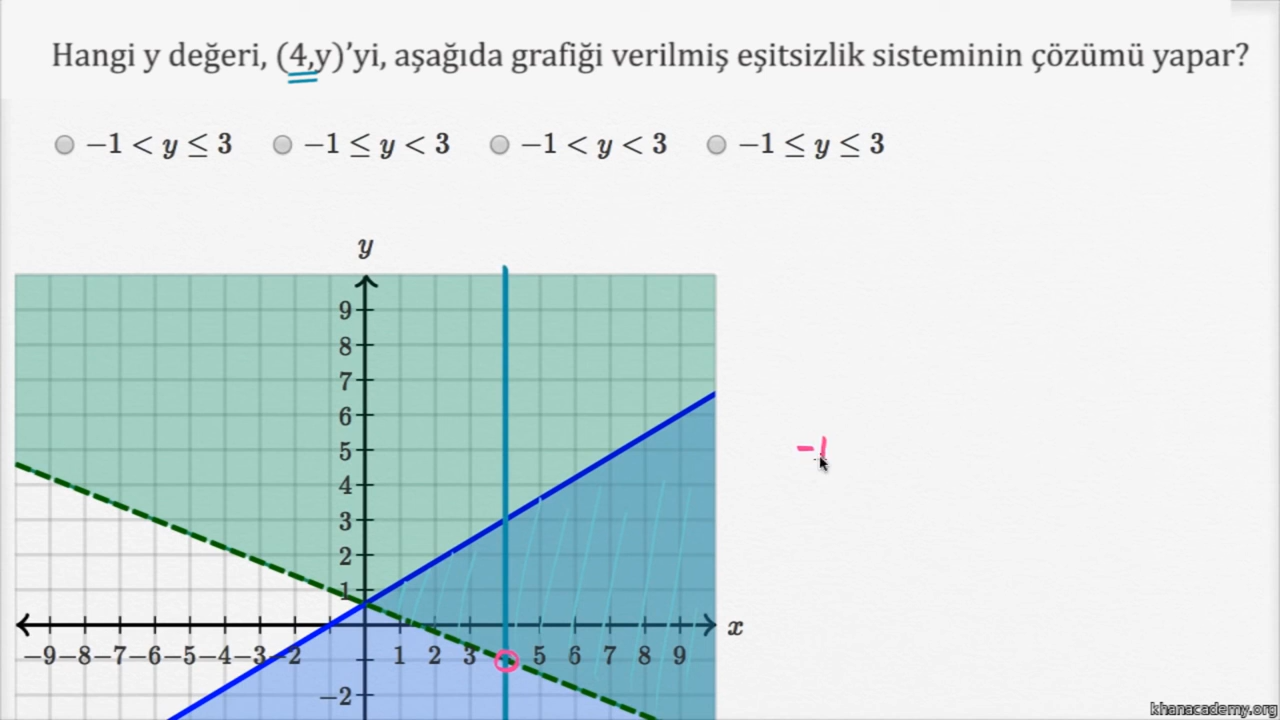 Hangi y değeri, (4,y)'yi, aşağıda grafiği verilmiş eşitsizlik sisteminin çözümü yapar?
−1 < y ≤ 3 −1 ≤ y < 3 −1 < y < 3 −1 ≤ y ≤ 3
y
9
8
7
6
5
4
3
2
1
x
−9 −8 −7 −6 −5 −4 −3 −2 1 2 3 5 6 7 8 9
−2
−1
khanacademy.org